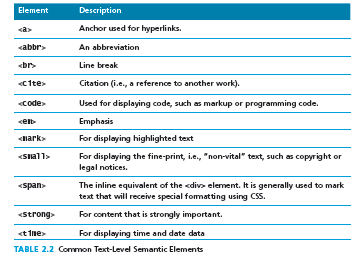 Element Description
<a> Anchor used for hyperlinks.
<abbr> An abbreviation
<br> Line break
<cite> Citation (i.e., a reference to another work).
<code> Used for displaying code, such as markup or programming code.
<em> Emphasis
<mark> For displaying highlighted text
<small> For displaying the fine-print, i.e., "non-vital" text, such as copyright or
legal notices.
<span> The inline equivalent of the <div> element. It is generally used to mark
text that will receive special formatting using CSS.
<strong> For content that is strongly important.
<time> For displaying time and date data
TABLE 2.2 Common Text-Level Semantic Elements